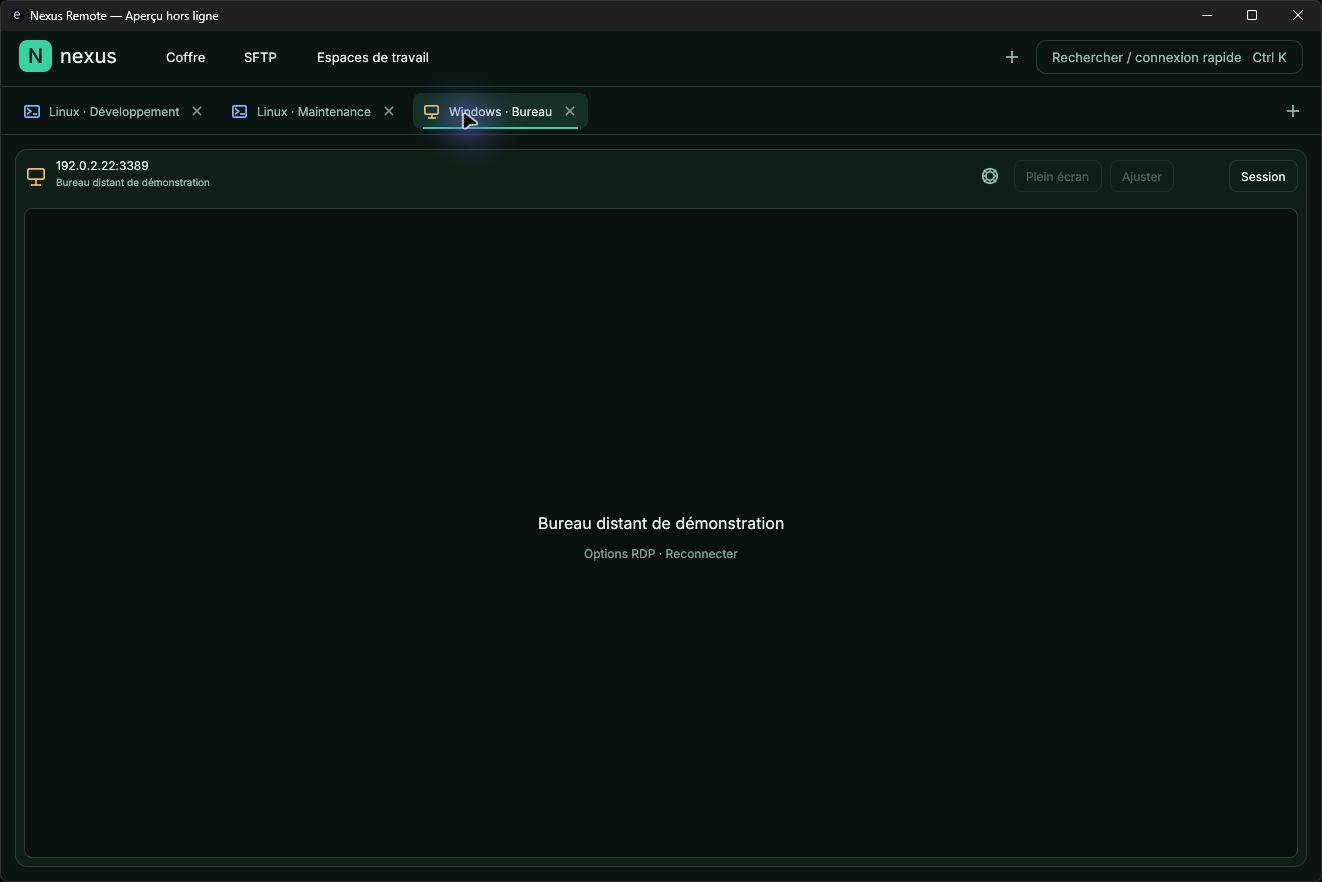 e Nexus Remote — Aperçu hors ligne
N nexus Coffre SFTP Espaces de travail + Rechercher / connexion rapide Ctrl K
Linux · Développement Linux · Maintenance Windows · Bureau +
192.0.2.22:3389
Bureau distant de démonstration
Plein écran Ajuster Session
Bureau distant de démonstration
Options RDP · Reconnecter